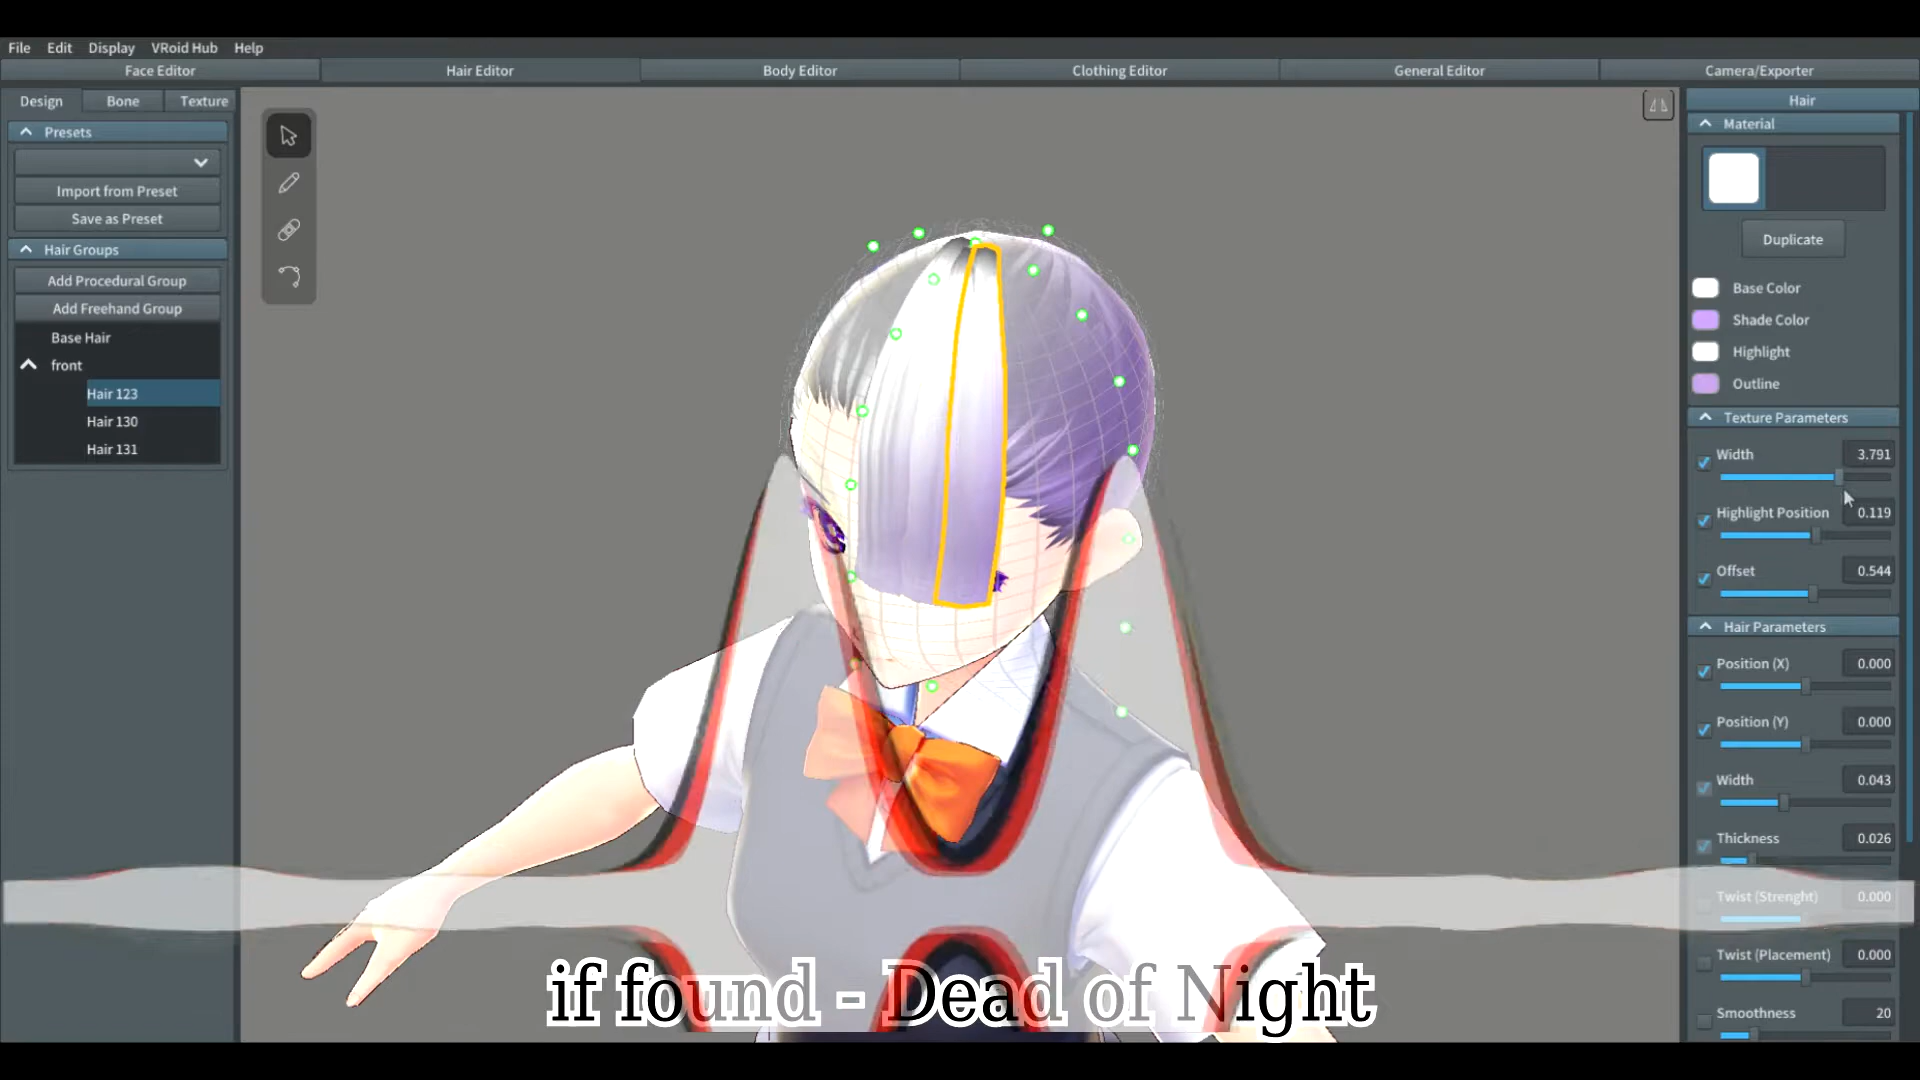 File Edit Display VRoid Hub Help
Face Editor Hair Editor Body Editor Clothing Editor General Editor Camera/Exporter
Design Bone Texture
Presets
Import from Preset
Save as Preset
Hair Groups
Add Procedural Group
Add Freehand Group
Base Hair
front
Hair 123
Hair 130
Hair 131
Hair
Material
Duplicate
Base Color
Shade Color
Highlight
Outline
Texture Parameters
Width 3.791
Highlight Position 0.119
Offset 0.544
Hair Parameters
Position (X) 0.000
Position (Y) 0.000
Width 0.043
Thickness 0.026
Twist (Strenght) 0.000
Twist (Placement) 0.000
Smoothness 20
if found - Dead of Night